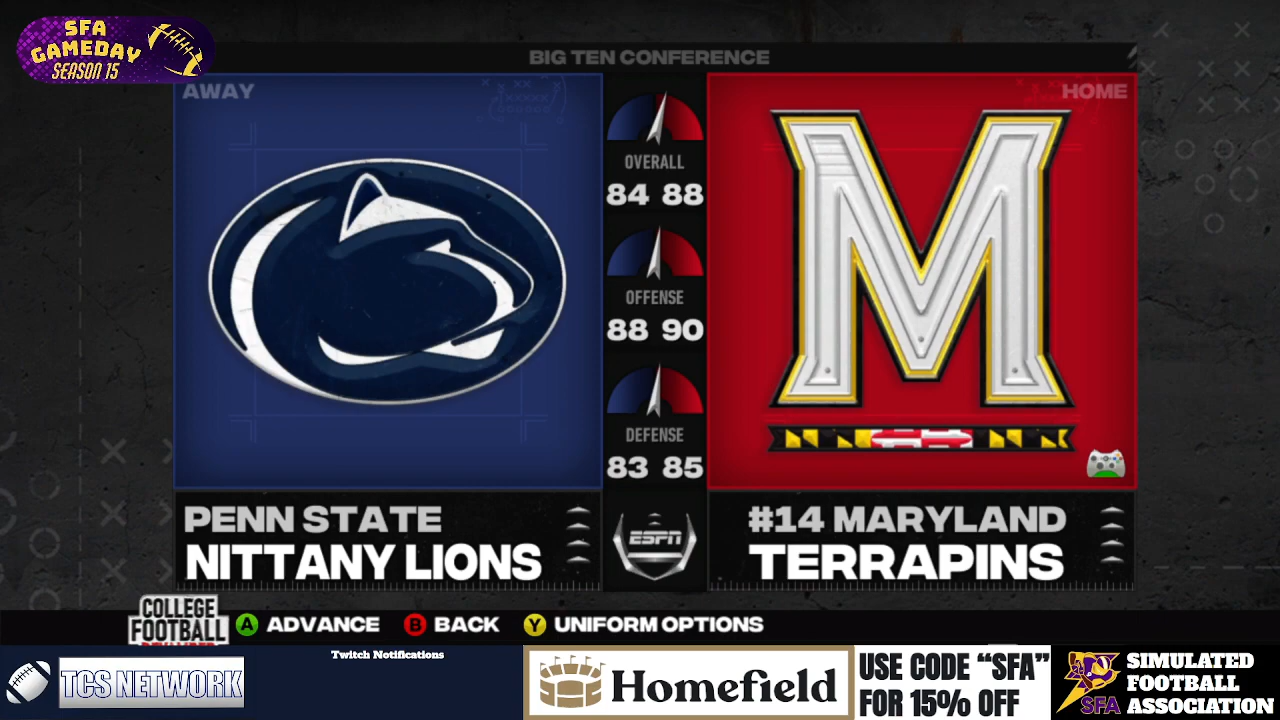 SFA
GAMEDAY
SEASON 15
BIG TEN CONFERENCE
AWAY
HOME
OVERALL
84 88
OFFENSE
88 90
DEFENSE
83 85
M
PENN STATE
NITTANY LIONS
ESPN
#14 MARYLAND
TERRAPINS
COLLEGE
FOOTBALL
A ADVANCE
B BACK
Y UNIFORM OPTIONS
TCS NETWORK
Twitch Notifications
Homefield
USE CODE “SFA”
FOR 15% OFF
SFA
SIMULATED
FOOTBALL
ASSOCIATION